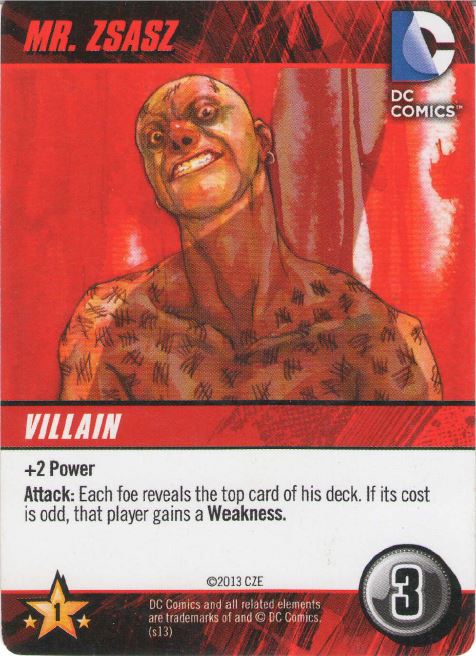 MR. ZSASZ
DC
DC
COMICS™
VILLAIN
+2 Power
Attack: Each foe reveals the top card of his deck. If its cost
is odd, that player gains a Weakness.
©2013 CZE
1
DC Comics and all related elements
are trademarks of and © DC Comics.
(s13)
3